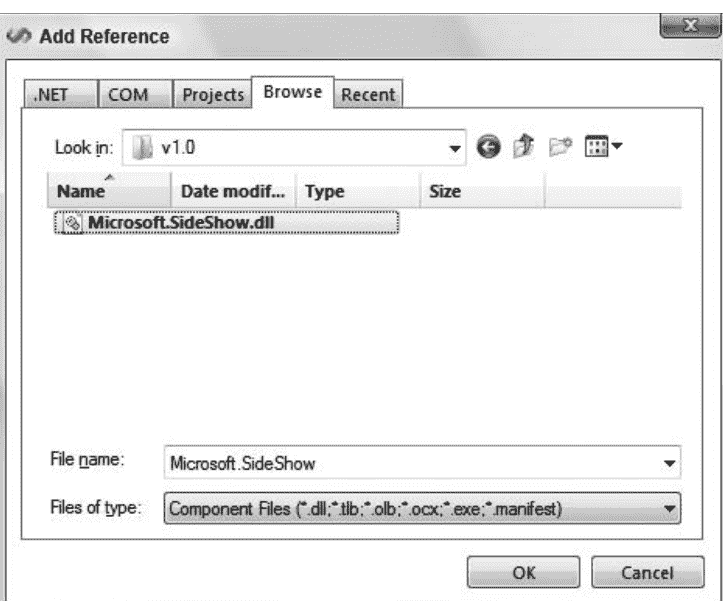 Add Reference
.NET COM Projects Browse Recent
Look in: v1.0
Name Date modif... Type Size
Microsoft.SideShow.dll
File name: Microsoft.SideShow
Files of type: Component Files (*.dll;*.tlb;*.olb;*.ocx;*.exe;*.manifest)
OK Cancel